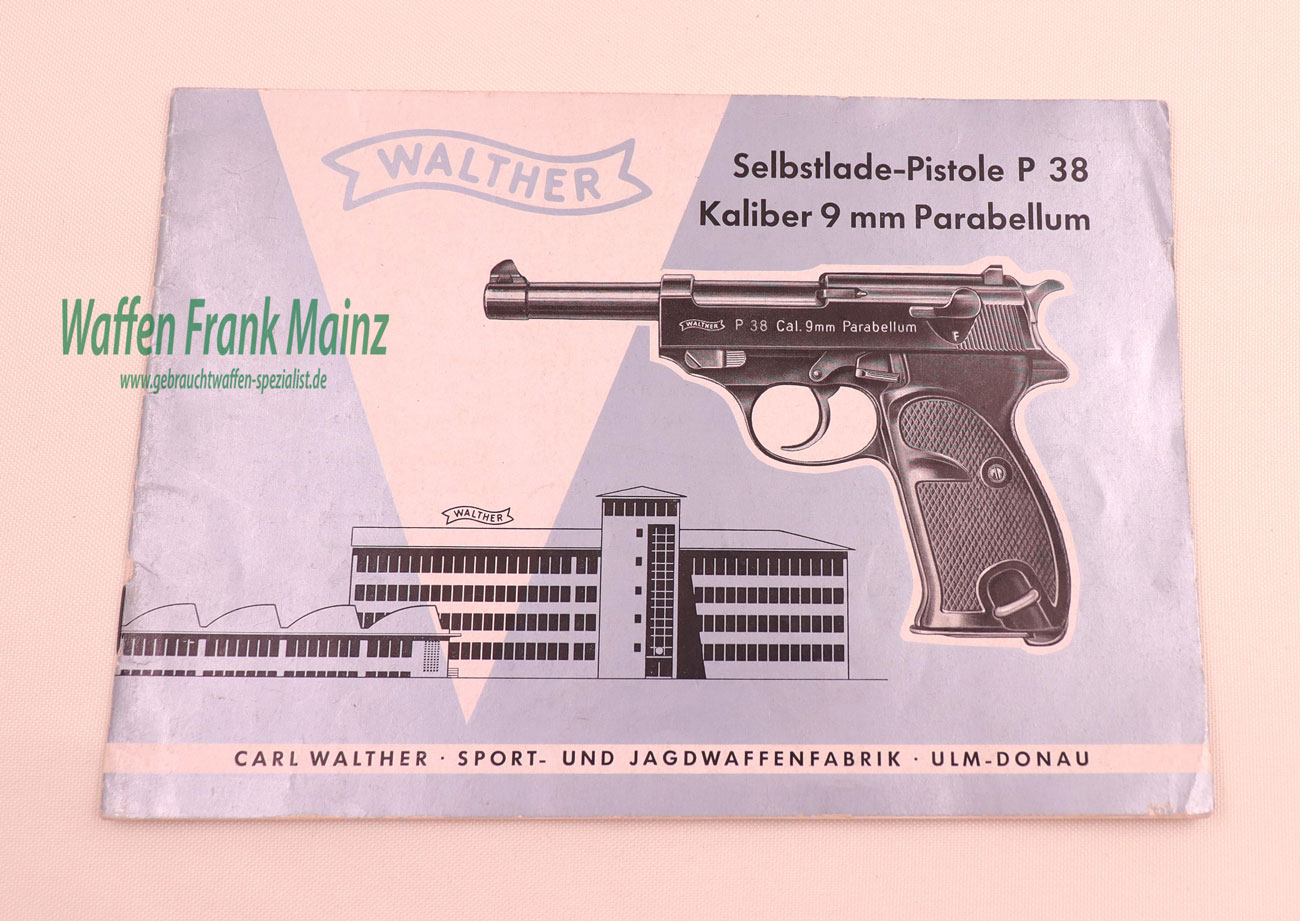 WALTHER
Selbstlade-Pistole P 38
Kaliber 9 mm Parabellum
Waffen Frank Mainz
www.gebrauchtwaffen-spezialist.de
WALTHER P 38 Cal. 9mm Parabellum
F
WALTHER
CARL WALTHER · SPORT- UND JAGDWAFFENFABRIK · ULM-DONAU